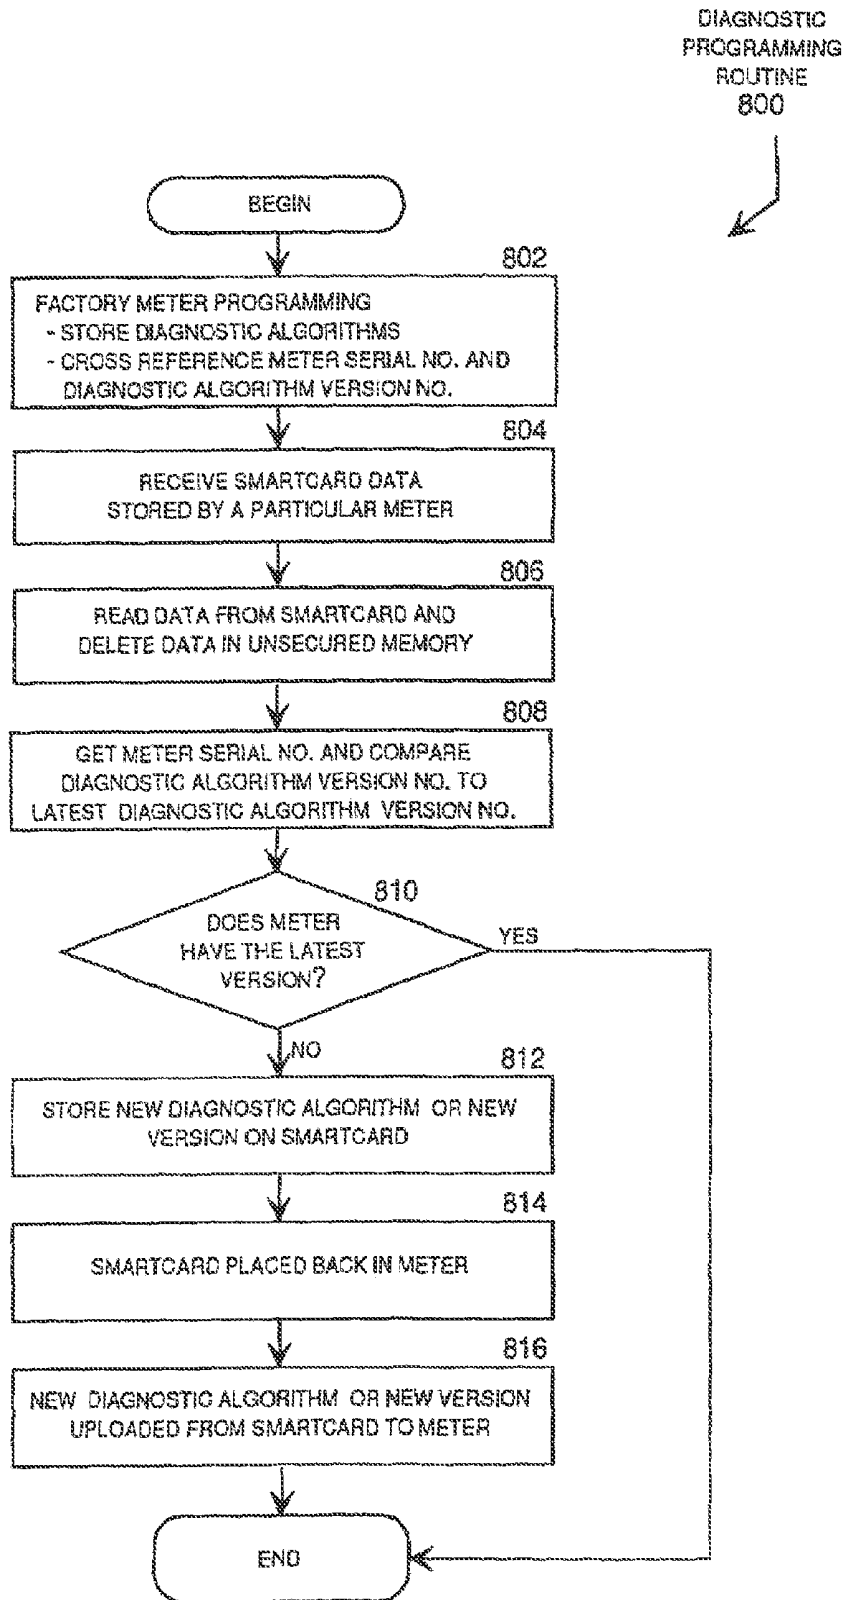 DIAGNOSTIC
PROGRAMMING
ROUTINE
800
BEGIN
802
FACTORY METER PROGRAMMING
- STORE DIAGNOSTIC ALGORITHMS
- CROSS REFERENCE METER SERIAL NO. AND
DIAGNOSTIC ALGORITHM VERSION NO.
804
RECEIVE SMARTCARD DATA
STORED BY A PARTICULAR METER
806
READ DATA FROM SMARTCARD AND
DELETE DATA IN UNSECURED MEMORY
808
GET METER SERIAL NO. AND COMPARE
DIAGNOSTIC ALGORITHM VERSION NO. TO
LATEST DIAGNOSTIC ALGORITHM VERSION NO.
810
DOES METER
HAVE THE LATEST
VERSION?
YES
NO
812
STORE NEW DIAGNOSTIC ALGORITHM OR NEW
VERSION ON SMARTCARD
814
SMARTCARD PLACED BACK IN METER
816
NEW DIAGNOSTIC ALGORITHM OR NEW VERSION
UPLOADED FROM SMARTCARD TO METER
END